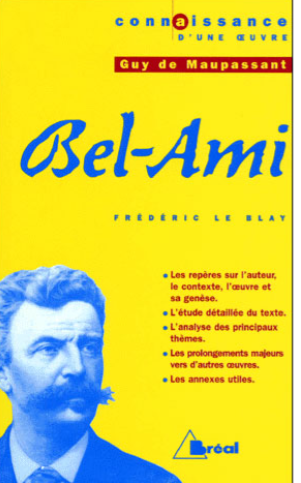 connaissance
D'UNE ŒUVRE
Guy de Maupassant
Bel-Ami
FRÉDÉRIC LE BLAY
• Les repères sur l'auteur,
le contexte, l'œuvre et
sa genèse.
• L'étude détaillée du texte.
• L'analyse des principaux
thèmes.
• Les prolongements majeurs
vers d'autres œuvres.
• Les annexes utiles.
Bréal